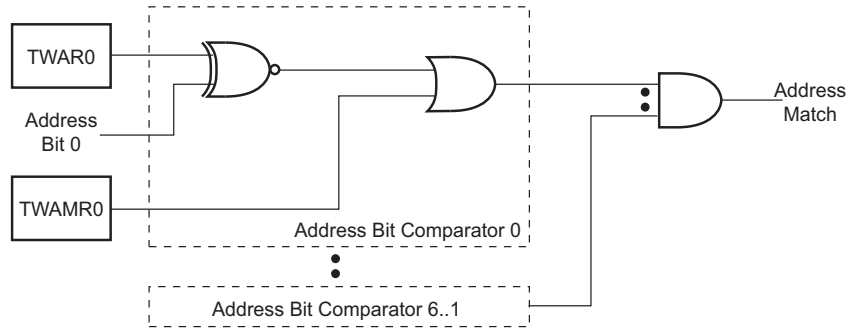 TWAR0
Address
Bit 0
Address
Match
TWAMR0
Address Bit Comparator 0
Address Bit Comparator 6..1